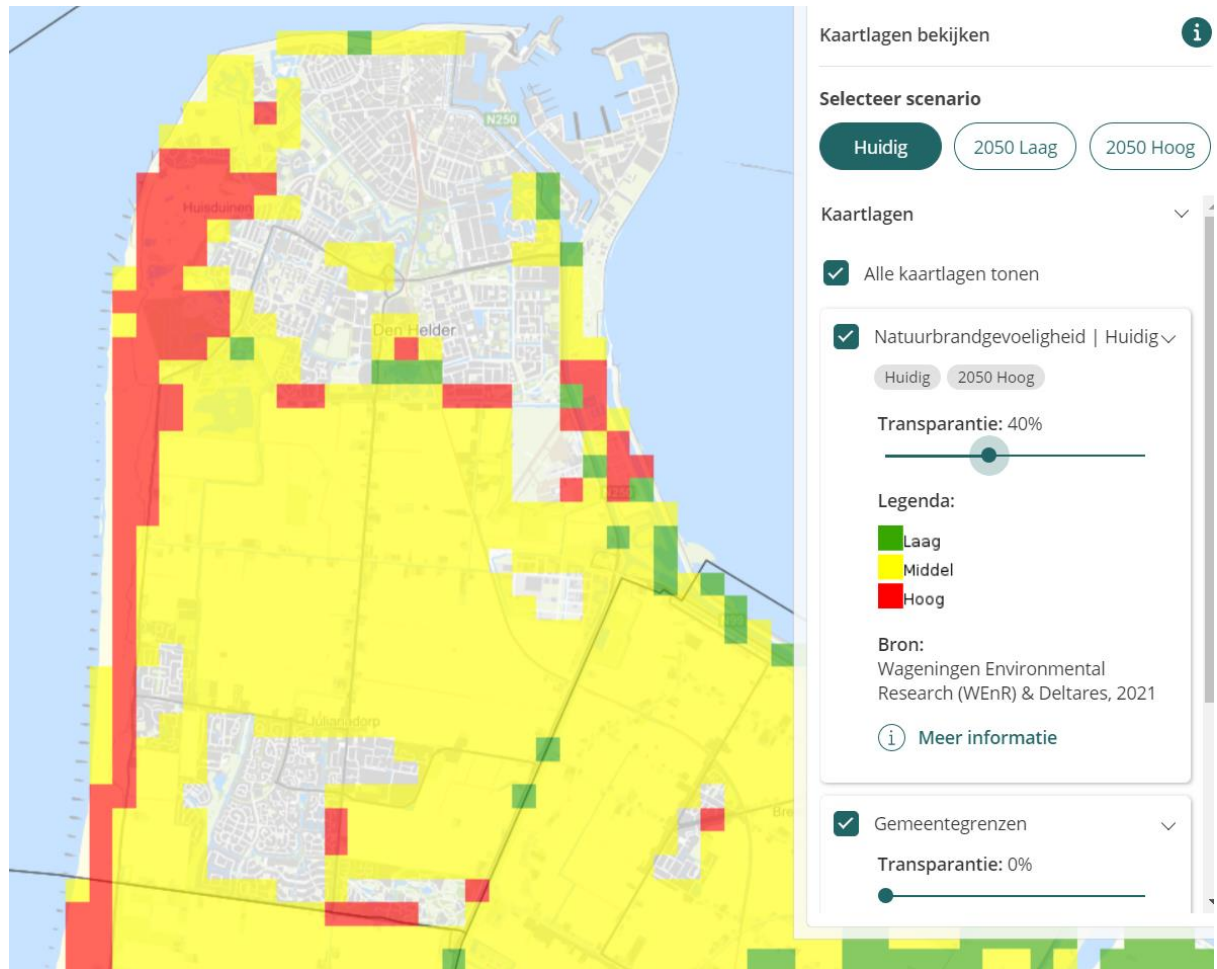 Kaartlagen bekijken
i
Selecteer scenario
Huidig
2050 Laag
2050 Hoog
Kaartlagen
Alle kaartlagen tonen
Natuurbrandgevoeligheid | Huidig
Huidig
2050 Hoog
Transparantie: 40%
Legenda:
Laag
Middel
Hoog
Bron:
Wageningen Environmental
Research (WEnR) & Deltares, 2021
i Meer informatie
Gemeentegrenzen
Transparantie: 0%
N250
Huisduinen
Den Helder
N250
N99
Julianadorp
Bre